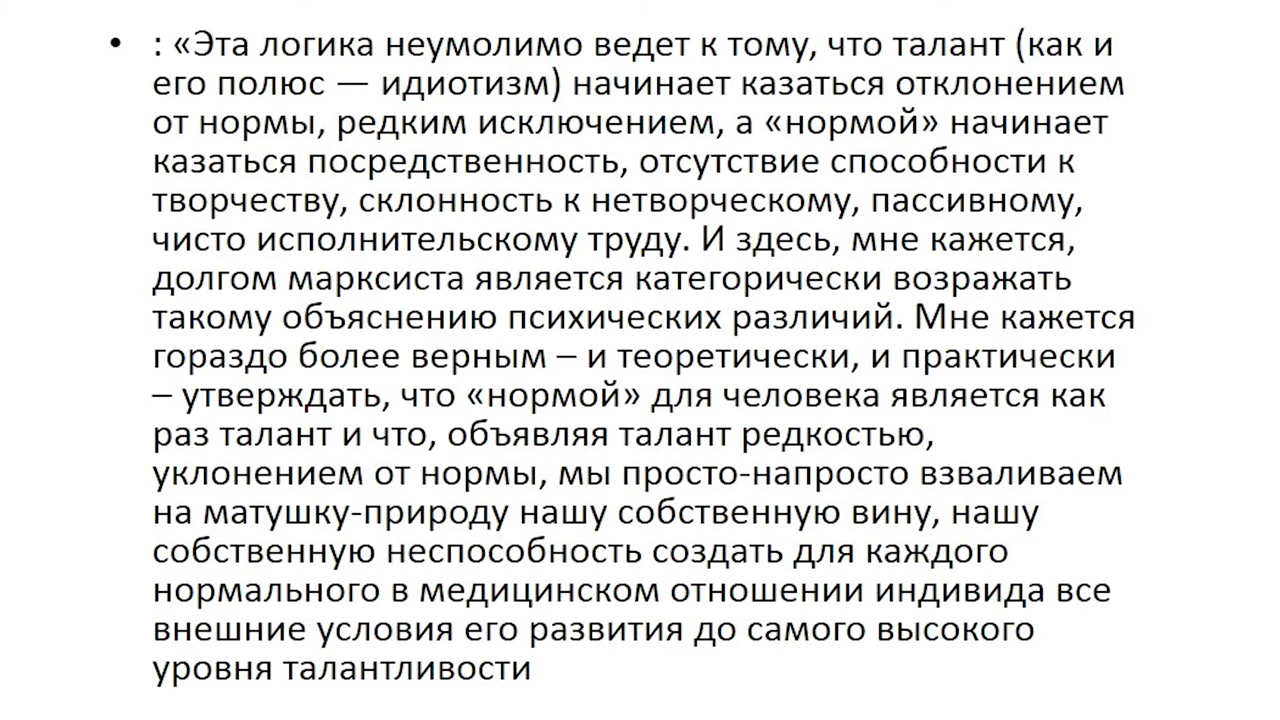 • : «Эта логика неумолимо ведет к тому, что талант (как и
его полюс — идиотизм) начинает казаться отклонением
от нормы, редким исключением, а «нормой» начинает
казаться посредственность, отсутствие способности к
творчеству, склонность к нетворческому, пассивному,
чисто исполнительскому труду. И здесь, мне кажется,
долгом марксиста является категорически возражать
такому объяснению психических различий. Мне кажется
гораздо более верным – и теоретически, и практически
– утверждать, что «нормой» для человека является как
раз талант и что, объявляя талант редкостью,
уклонением от нормы, мы просто-напросто взваливаем
на матушку-природу нашу собственную вину, нашу
собственную неспособность создать для каждого
нормального в медицинском отношении индивида все
внешние условия его развития до самого высокого
уровня талантливости